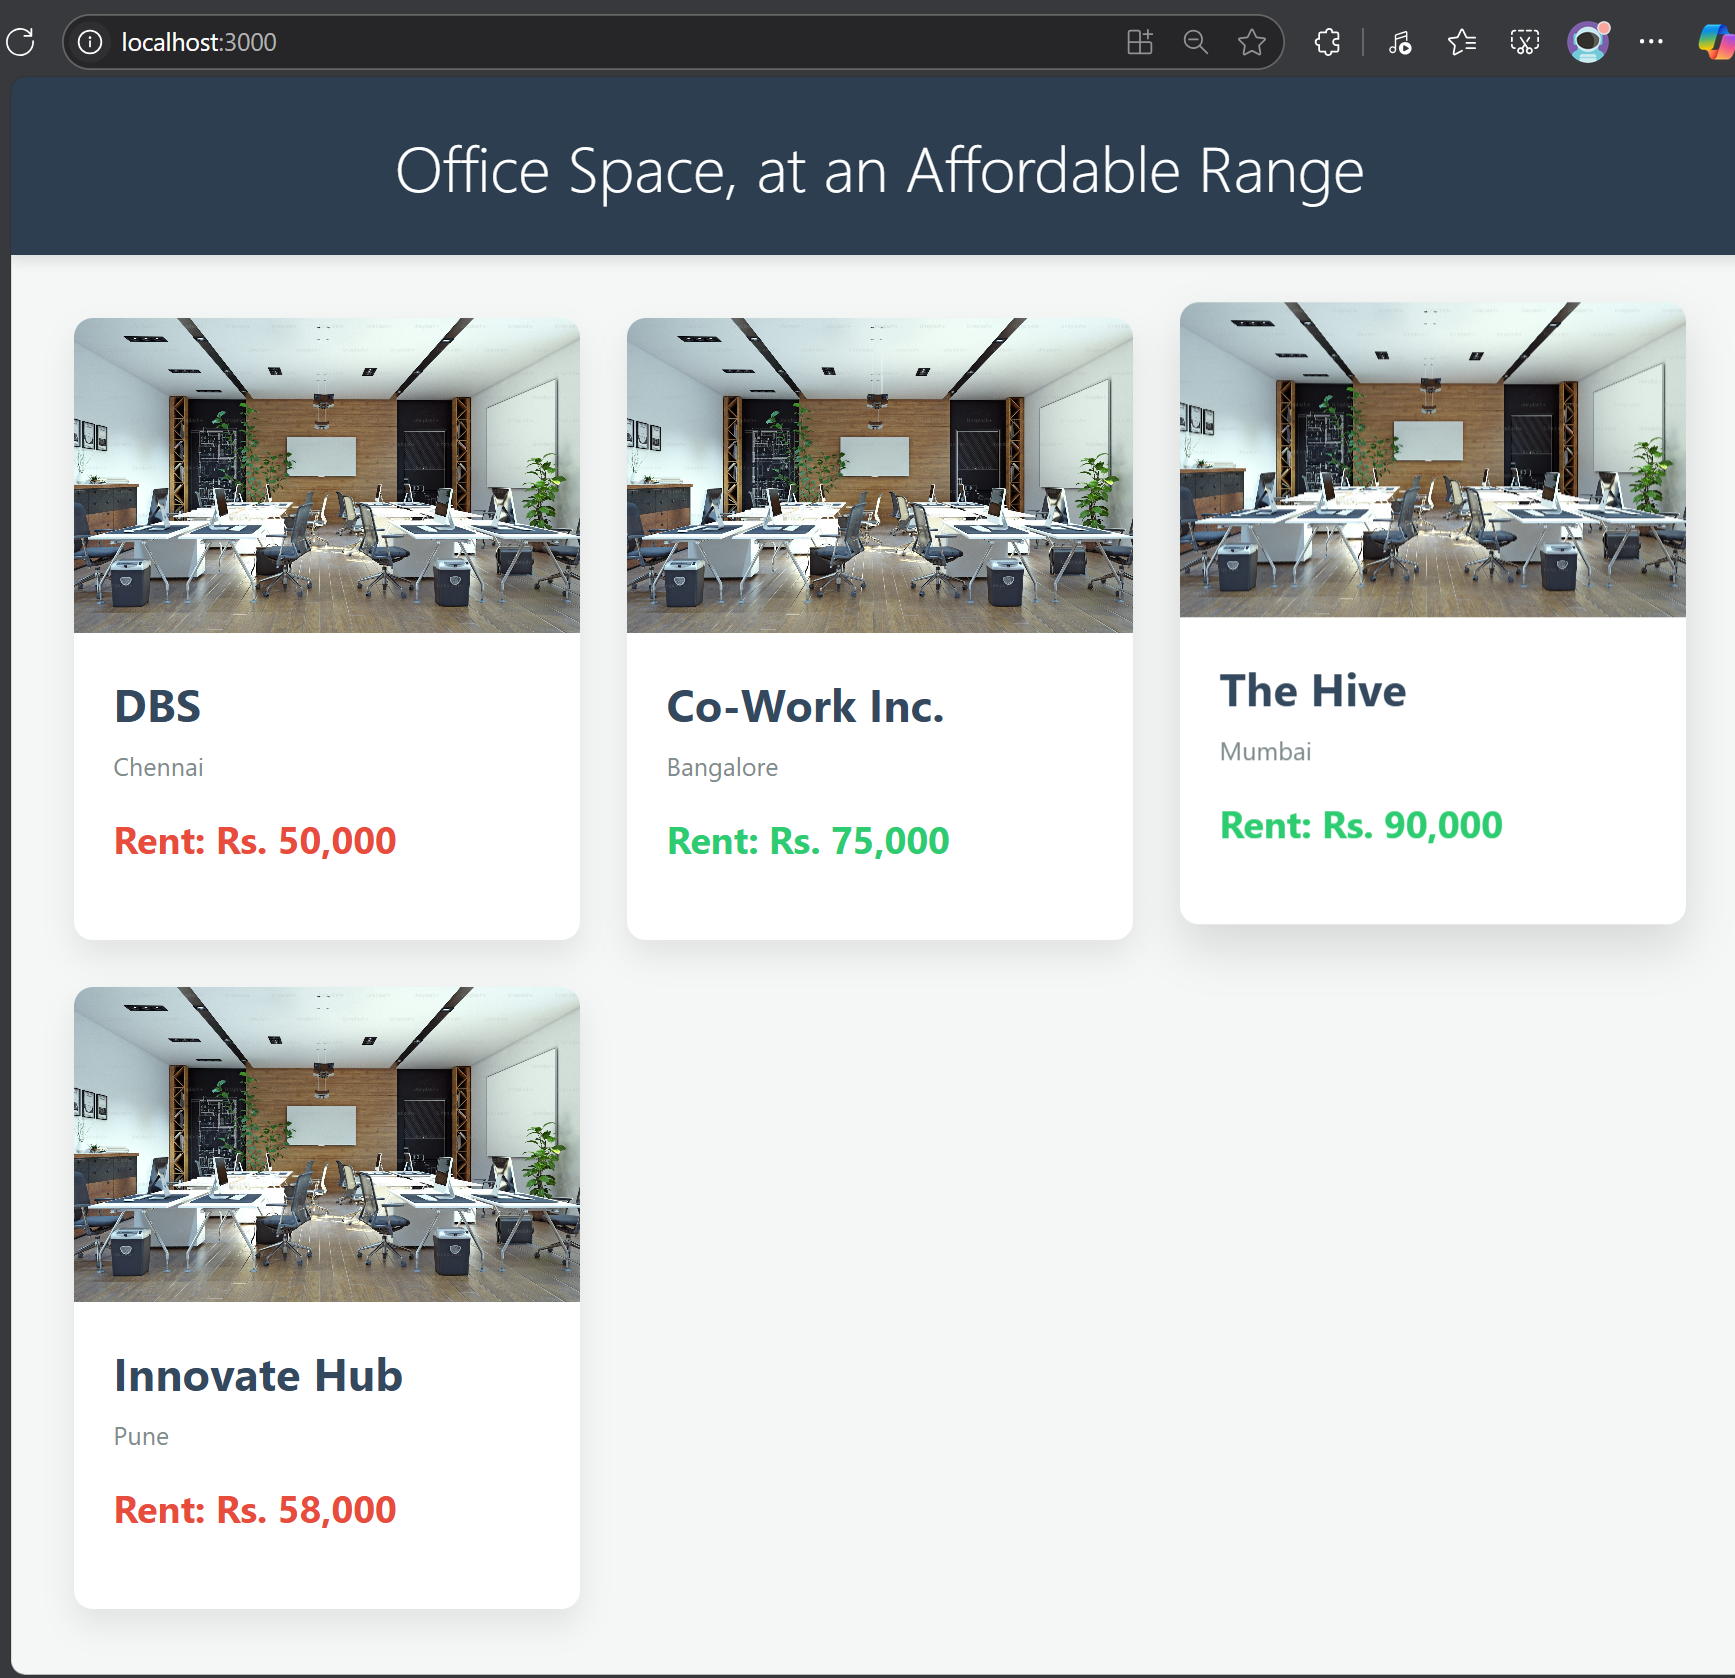 localhost:3000
Office Space, at an Affordable Range
DBS
Chennai
Rent: Rs. 50,000
Co-Work Inc.
Bangalore
Rent: Rs. 75,000
The Hive
Mumbai
Rent: Rs. 90,000
Innovate Hub
Pune
Rent: Rs. 58,000